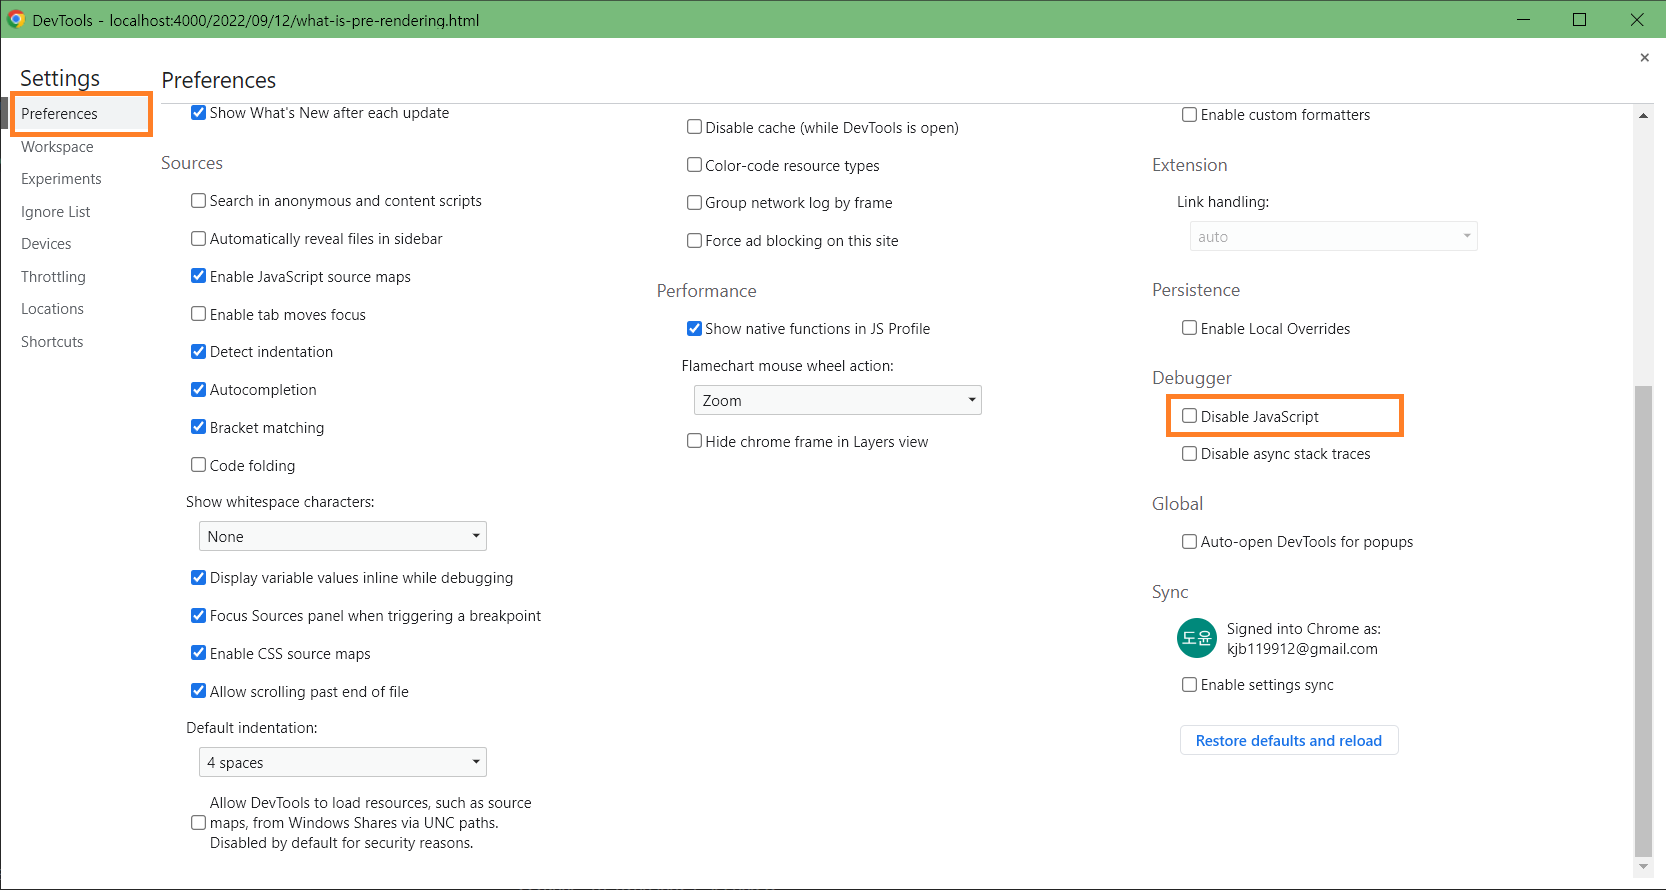 DevTools - localhost:4000/2022/09/12/what-is-pre-rendering.html
Settings
Preferences
Workspace
Experiments
Ignore List
Devices
Throttling
Locations
Shortcuts
Preferences
Show What's New after each update
Sources
Search in anonymous and content scripts
Automatically reveal files in sidebar
Enable JavaScript source maps
Enable tab moves focus
Detect indentation
Autocompletion
Bracket matching
Code folding
Show whitespace characters:
None
Display variable values inline while debugging
Focus Sources panel when triggering a breakpoint
Enable CSS source maps
Allow scrolling past end of file
Default indentation:
4 spaces
Allow DevTools to load resources, such as source
maps, from Windows Shares via UNC paths.
Disabled by default for security reasons.
Disable cache (while DevTools is open)
Color-code resource types
Group network log by frame
Force ad blocking on this site
Performance
Show native functions in JS Profile
Flamechart mouse wheel action:
Zoom
Hide chrome frame in Layers view
Enable custom formatters
Extension
Link handling:
auto
Persistence
Enable Local Overrides
Debugger
Disable JavaScript
Disable async stack traces
Global
Auto-open DevTools for popups
Sync
도윤
Signed into Chrome as:
kjb119912@gmail.com
Enable settings sync
Restore defaults and reload